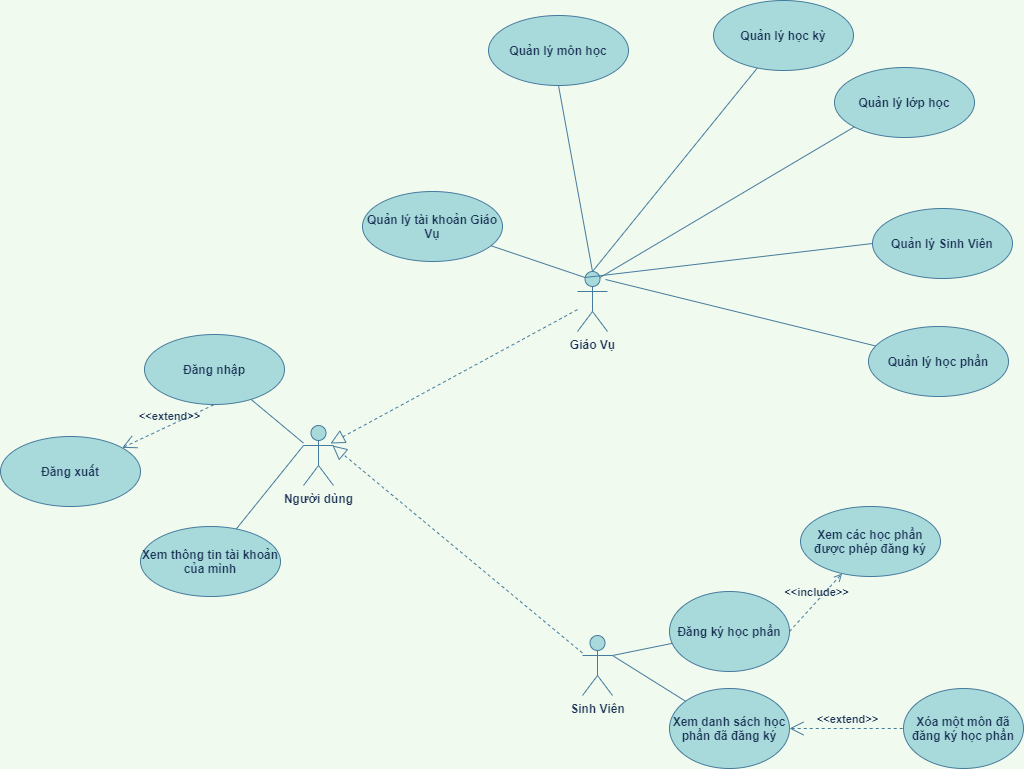 Quản lý học kỳ
Quản lý môn học
Quản lý lớp học
Quản lý tài khoản Giáo
Vụ
Quản lý Sinh Viên
Giáo Vụ
Quản lý học phần
Đăng nhập
<<extend>>
Đăng xuất
Người dùng
Xem thông tin tài khoản
của mình
Xem các học phần
được phép đăng ký
<<include>>
Đăng ký học phần
Sinh Viên
Xem danh sách học
phần đã đăng ký
<<extend>>
Xóa một môn đã
đăng ký học phần